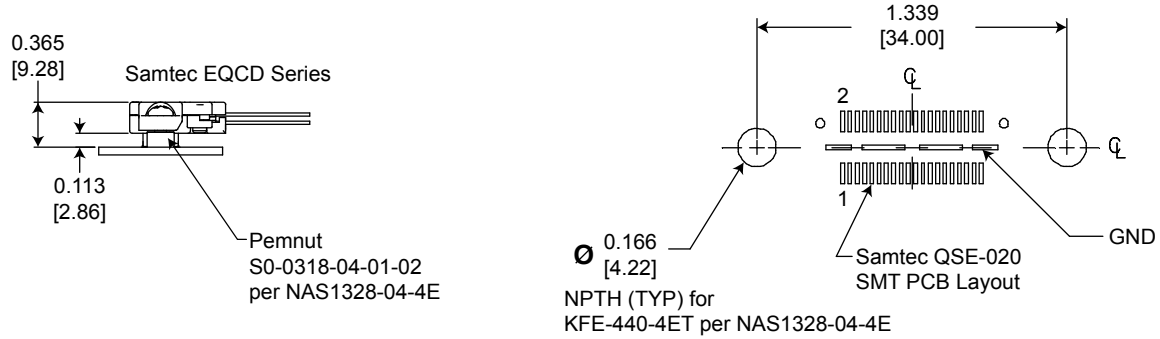 0.365
[9.28]
Samtec EQCD Series
0.113
[2.86]
Pemnut
S0-0318-04-01-02
per NAS1328-04-4E
1.339
[34.00]
CL
2
CL
1
GND
Ø 0.166
[4.22]
Samtec QSE-020
SMT PCB Layout
NPTH (TYP) for
KFE-440-4ET per NAS1328-04-4E